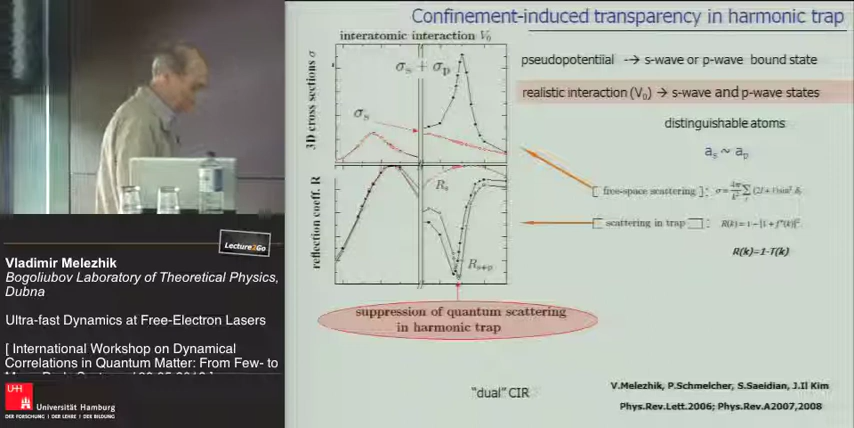 Confinement-induced transparency in harmonic trap
interatomic interaction V₀
3D cross sections σ
σₛ + σₚ
σₛ
reflection coeff. R
Rₛ
Rₛ₊ₚ
pseudopotentiial -→ s-wave or p-wave bound state
realistic interaction (V₀) → s-wave and p-wave states
distinguishable atoms
aₛ ~ aₚ
free-space scattering
scattering in trap
R(k)=1-T(k)
suppression of quantum scattering
in harmonic trap
"dual" CIR
V.Melezhik, P.Schmelcher, S.Saeidian, J.Il Kim
Phys.Rev.Lett.2006; Phys.Rev.A2007,2008
Lecture2Go
Vladimir Melezhik
Bogoliubov Laboratory of Theoretical Physics,
Dubna
Ultra-fast Dynamics at Free-Electron Lasers
[ International Workshop on Dynamical
Correlations in Quantum Matter: From Few- to
UH
Universität Hamburg
DER FORSCHUNG | DER LEHRE | DER BILDUNG